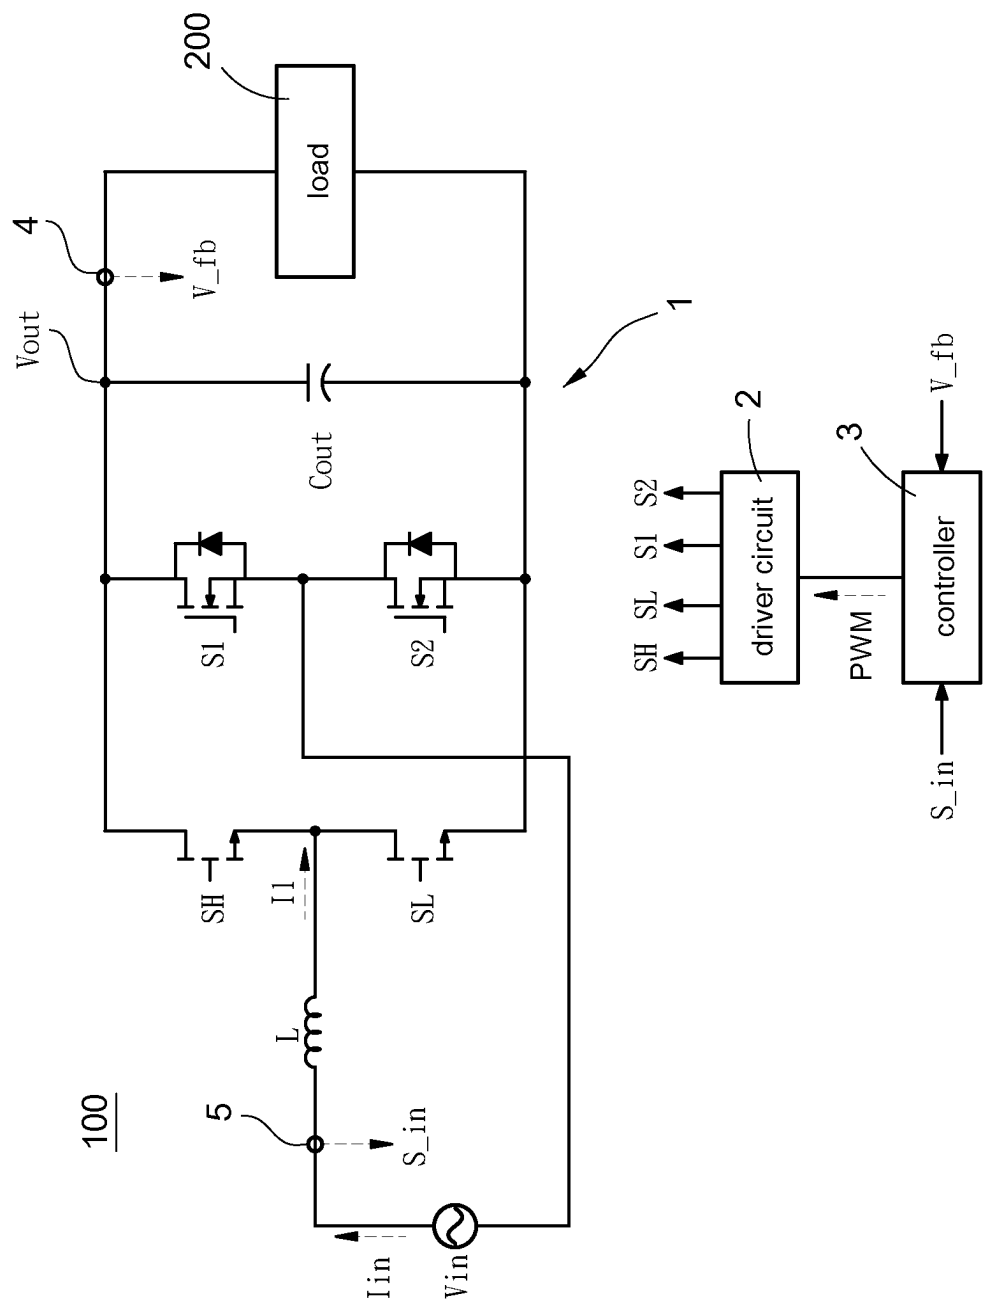 100
200
load
4
V_fb
Vout
Cout
1
S1
S2
SH
SL
I1
L
5
S_in
Iin
Vin
SH
SL
S1
S2
driver circuit
2
PWM
controller
3
S_in
V_fb